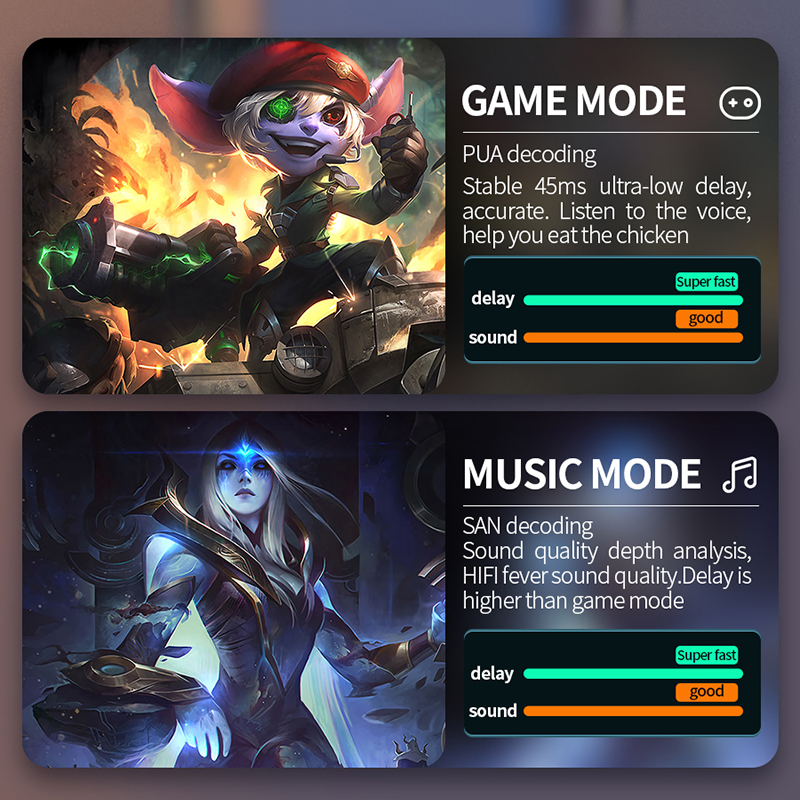 GAME MODE
PUA decoding
Stable 45ms ultra-low delay,
accurate. Listen to the voice,
help you eat the chicken
Super fast
delay
good
sound
MUSIC MODE
SAN decoding
Sound quality depth analysis,
HIFI fever sound quality.Delay is
higher than game mode
Super fast
delay
good
sound